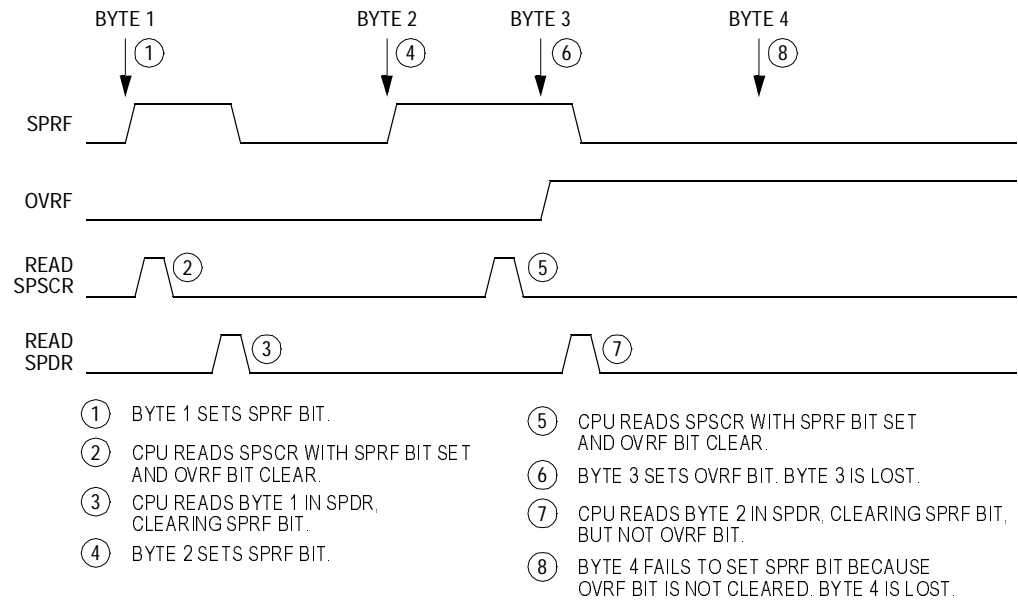 BYTE 1 BYTE 2 BYTE 3 BYTE 4
1 4 6 8
SPRF
OVRF
READ
SPSCR
2 5
READ
SPDR
3 7
1 BYTE 1 SETS SPRF BIT.
2 CPU READS SPSCR WITH SPRF BIT SET
AND OVRF BIT CLEAR.
3 CPU READS BYTE 1 IN SPDR,
CLEARING SPRF BIT.
4 BYTE 2 SETS SPRF BIT.
5 CPU READS SPSCR WITH SPRF BIT SET
AND OVRF BIT CLEAR.
6 BYTE 3 SETS OVRF BIT. BYTE 3 IS LOST.
7 CPU READS BYTE 2 IN SPDR, CLEARING SPRF BIT,
BUT NOT OVRF BIT.
8 BYTE 4 FAILS TO SET SPRF BIT BECAUSE
OVRF BIT IS NOT CLEARED. BYTE 4 IS LOST.